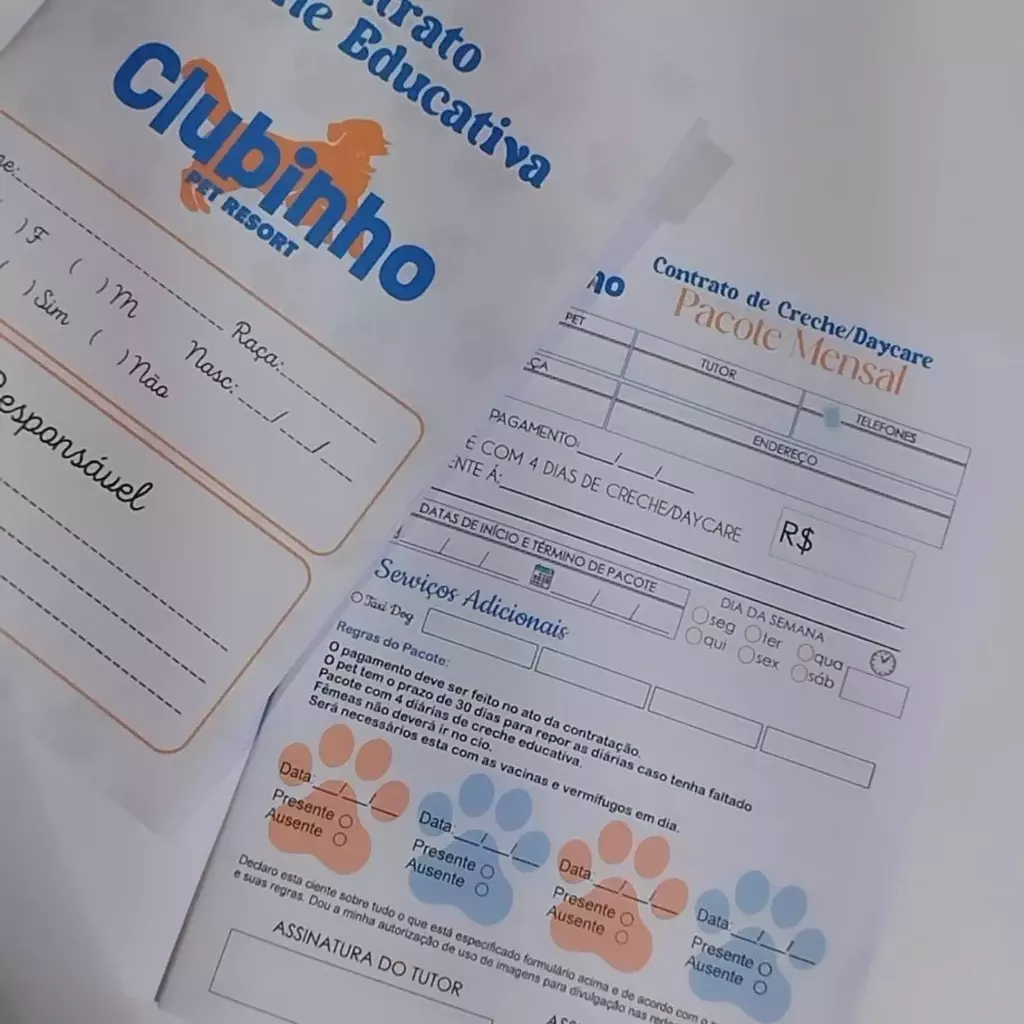 Educativa
Clubinho
PET RESORT
Raça:
( ) F ( ) M Nasc: / /
( ) Sim ( ) Não
Responsável
Contrato de Creche/Daycare
Pacote Mensal
PET TUTOR TELEFONES
ENDEREÇO
PAGAMENTO: / /
COM 4 DIAS DE CRECHE/DAYCARE R$
Á:
DATAS DE INÍCIO E TÉRMINO DE PACOTE DIA DA SEMANA
/ / / / seg ter qua
qui sex sáb
Serviços Adicionais
Taxi Dog
Regras do Pacote:
O pagamento deve ser feito no ato da contratação.
O pet tem o prazo de 30 dias para repor as diárias caso tenha faltado
Pacote com 4 diárias de creche educativa.
Fêmeas não deverá ir no cio.
Será necessários esta com as vacinas e vermífugos em dia.
Data: / /
Presente
Ausente
Data: / /
Presente
Ausente
Data: / /
Presente
Ausente
Data: / /
Presente
Ausente
Declaro esta ciente sobre tudo o que está especificado formulário acima e de acordo com o
e suas regras. Dou a minha autorização de uso de imagens para divulgação nas
ASSINATURA DO TUTOR